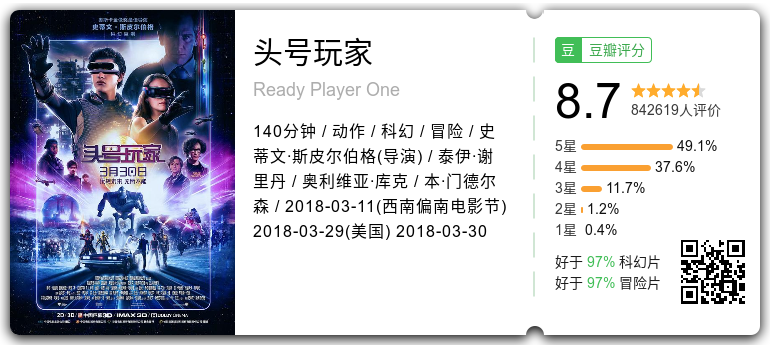 史蒂文·斯皮尔伯格
头号玩家
3月30日
IMAX 3D
DOLBY CINEMA
头号玩家
Ready Player One
140分钟 / 动作 / 科幻 / 冒险 / 史
蒂文·斯皮尔伯格(导演) / 泰伊·谢
里丹 / 奥利维亚·库克 / 本·门德尔
森 / 2018-03-11(西南偏南电影节)
2018-03-29(美国) 2018-03-30
豆 豆瓣评分
8.7
842619人评价
5星 49.1%
4星 37.6%
3星 11.7%
2星 1.2%
1星 0.4%
好于 97% 科幻片
好于 97% 冒险片